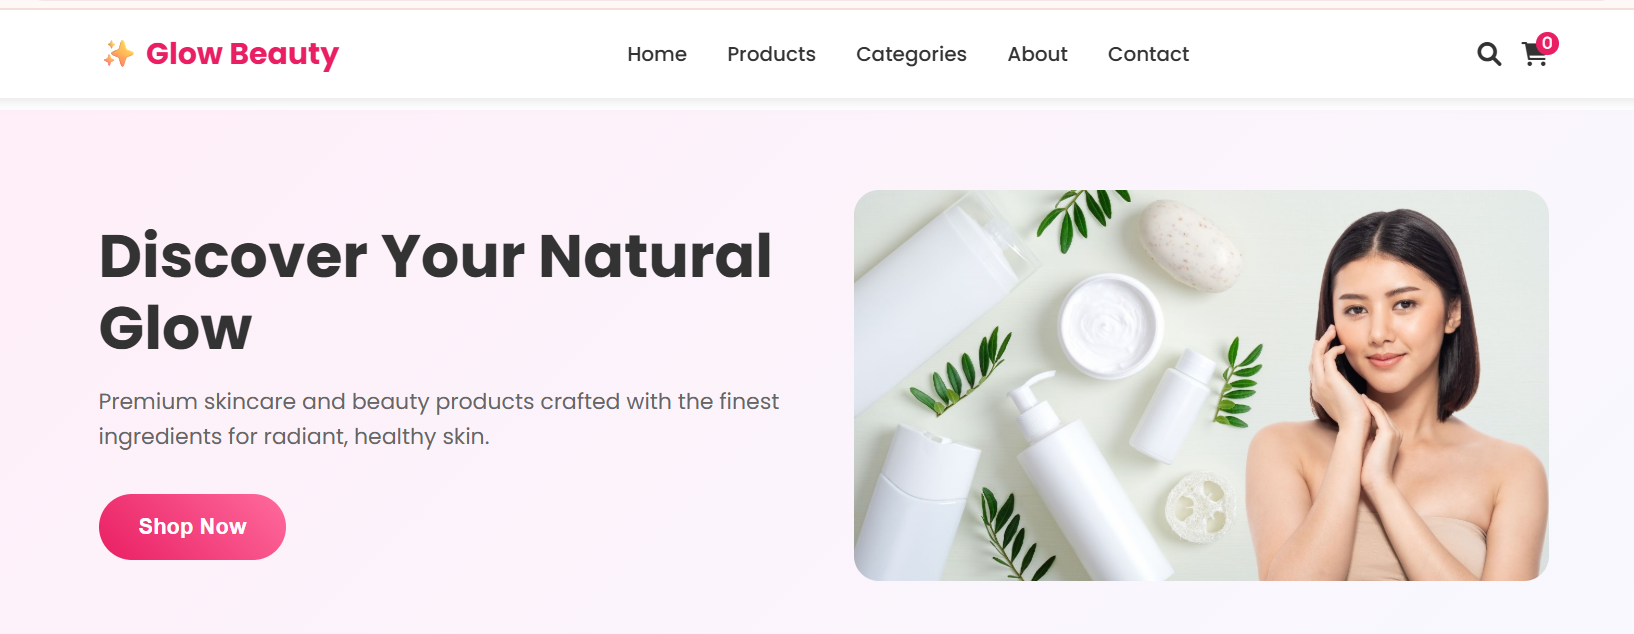 Glow Beauty
Home Products Categories About Contact
0
Discover Your Natural
Glow
Premium skincare and beauty products crafted with the finest
ingredients for radiant, healthy skin.
Shop Now